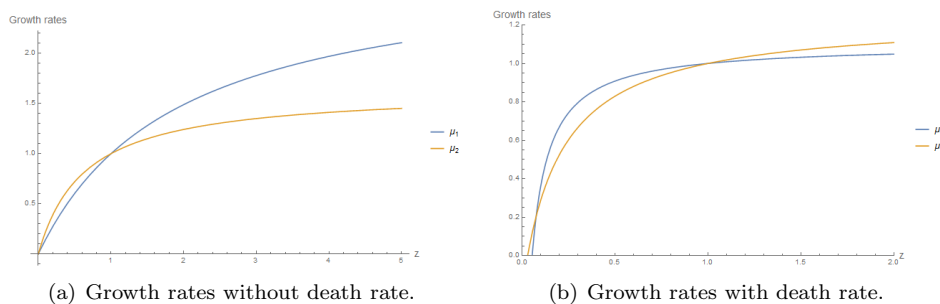 Growth rates
2.0
1.5
1.0
0.5
1
2
3
4
5
z
μ₁
μ₂
(a) Growth rates without death rate.
Growth rates
1.2
1.0
0.8
0.6
0.4
0.2
0.0
0.0
0.5
1.0
1.5
2.0
z
μ
μ
(b) Growth rates with death rate.